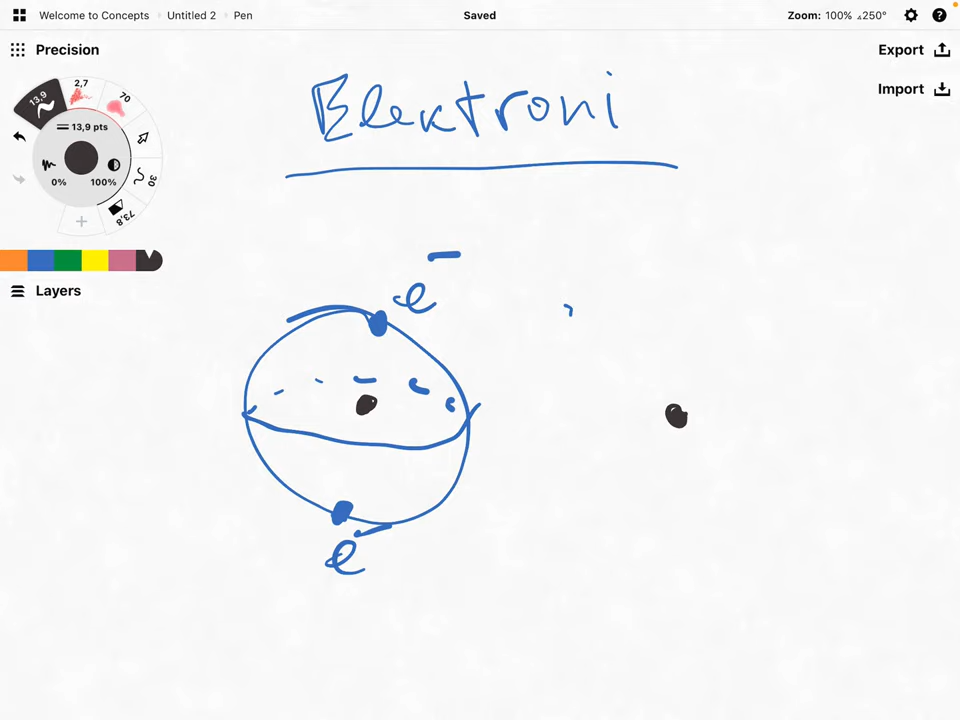 Welcome to Concepts Untitled 2 Pen Saved Zoom: 100% ⊿250° ?
Precision Export
Import
13,9 2,7 70
13,9 pts
0% 100% 30
73,8
Layers
Elektroni
e⁻
e⁻